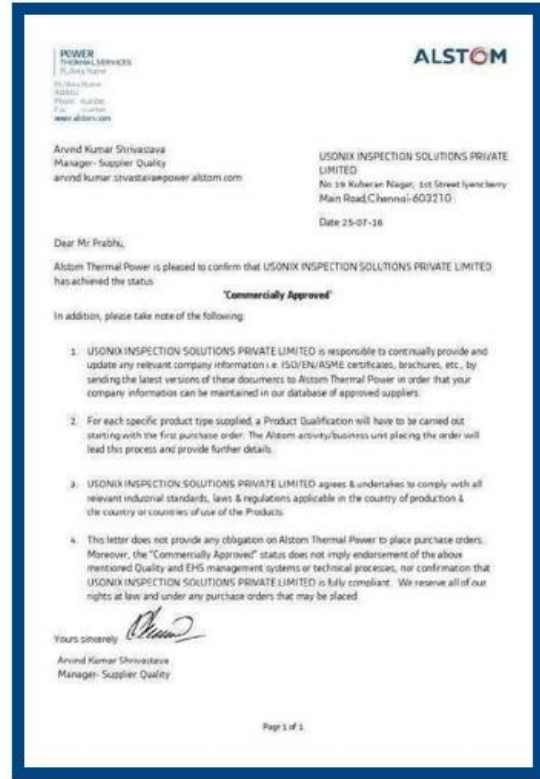 POWER
THERMAL SERVICES
ALSTOM
www.alstom.com
Arvind Kumar Shrivastava
Manager- Supplier Quality
arvind.kumar.srvastava@power.alstom.com
USONIX INSPECTION SOLUTIONS PRIVATE
LIMITED
No 19 Kuberan Nagar, 1st Street Iyencherry
Main Road,Chennai-603210
Date 25-07-16
Dear Mr Prabhu,
Alstom Thermal Power is pleased to confirm that USONIX INSPECTION SOLUTIONS PRIVATE LIMITED
has achieved the status
"Commercially Approved"
In addition, please take note of the following:
1. USONIX INSPECTION SOLUTIONS PRIVATE LIMITED is responsible to continually provide and
update any relevant company information i.e. ISO/EN/ASME certificates, brochures, etc., by
sending the latest versions of these documents to Alstom Thermal Power in order that your
company information can be maintained in our database of approved suppliers.
2. For each specific product type supplied, a Product Qualification will have to be carried out
starting with the first purchase order. The Alstom activity/business unit placing the order will
lead this process and provide further details.
3. USONIX INSPECTION SOLUTIONS PRIVATE LIMITED agrees & undertakes to comply with all
relevant industrial standards, laws & regulations applicable in the country of production &
the country or countries of use of the Products.
4. This letter does not provide any obligation on Alstom Thermal Power to place purchase orders.
Moreover, the "Commercially Approved" status does not imply endorsement of the above
mentioned Quality and EHS management systems or technical processes, nor confirmation that
USONIX INSPECTION SOLUTIONS PRIVATE LIMITED is fully compliant. We reserve all of our
rights at law and under any purchase orders that may be placed.
Yours sincerely
Arvind Kumar Shrivastava
Manager- Supplier Quality
Page 1 of 1